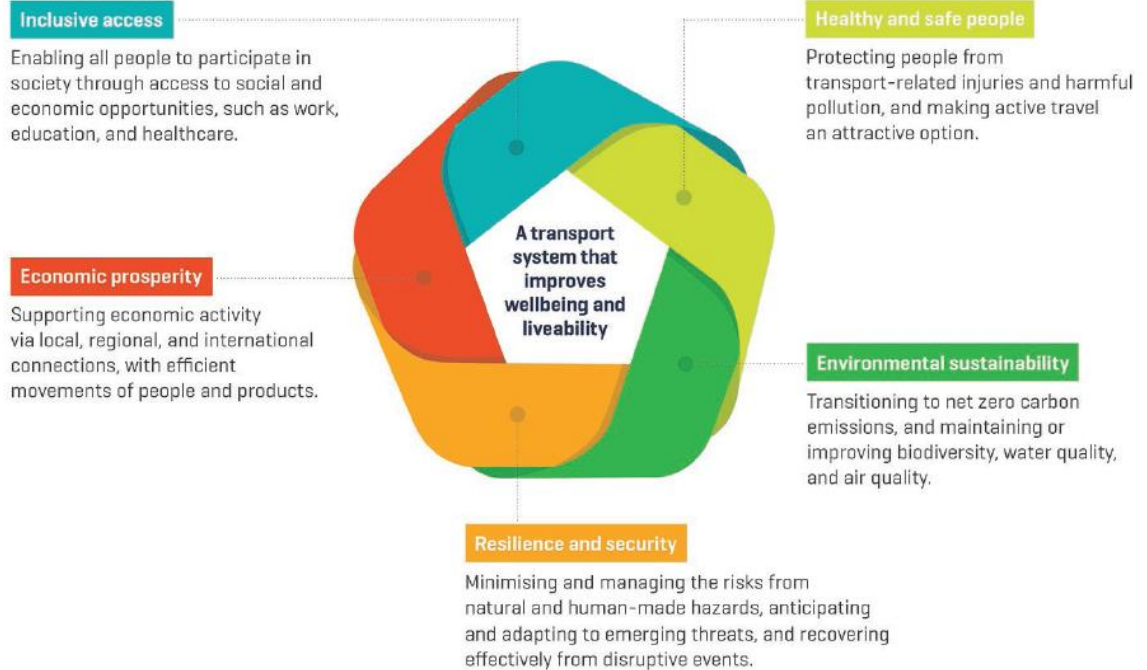 Inclusive access
Enabling all people to participate in
society through access to social and
economic opportunities, such as work,
education, and healthcare.
Healthy and safe people
Protecting people from
transport-related injuries and harmful
pollution, and making active travel
an attractive option.
A transport
system that
improves
wellbeing and
liveability
Economic prosperity
Supporting economic activity
via local, regional, and international
connections, with efficient
movements of people and products.
Environmental sustainability
Transitioning to net zero carbon
emissions, and maintaining or
improving biodiversity, water quality,
and air quality.
Resilience and security
Minimising and managing the risks from
natural and human-made hazards, anticipating
and adapting to emerging threats, and recovering
effectively from disruptive events.